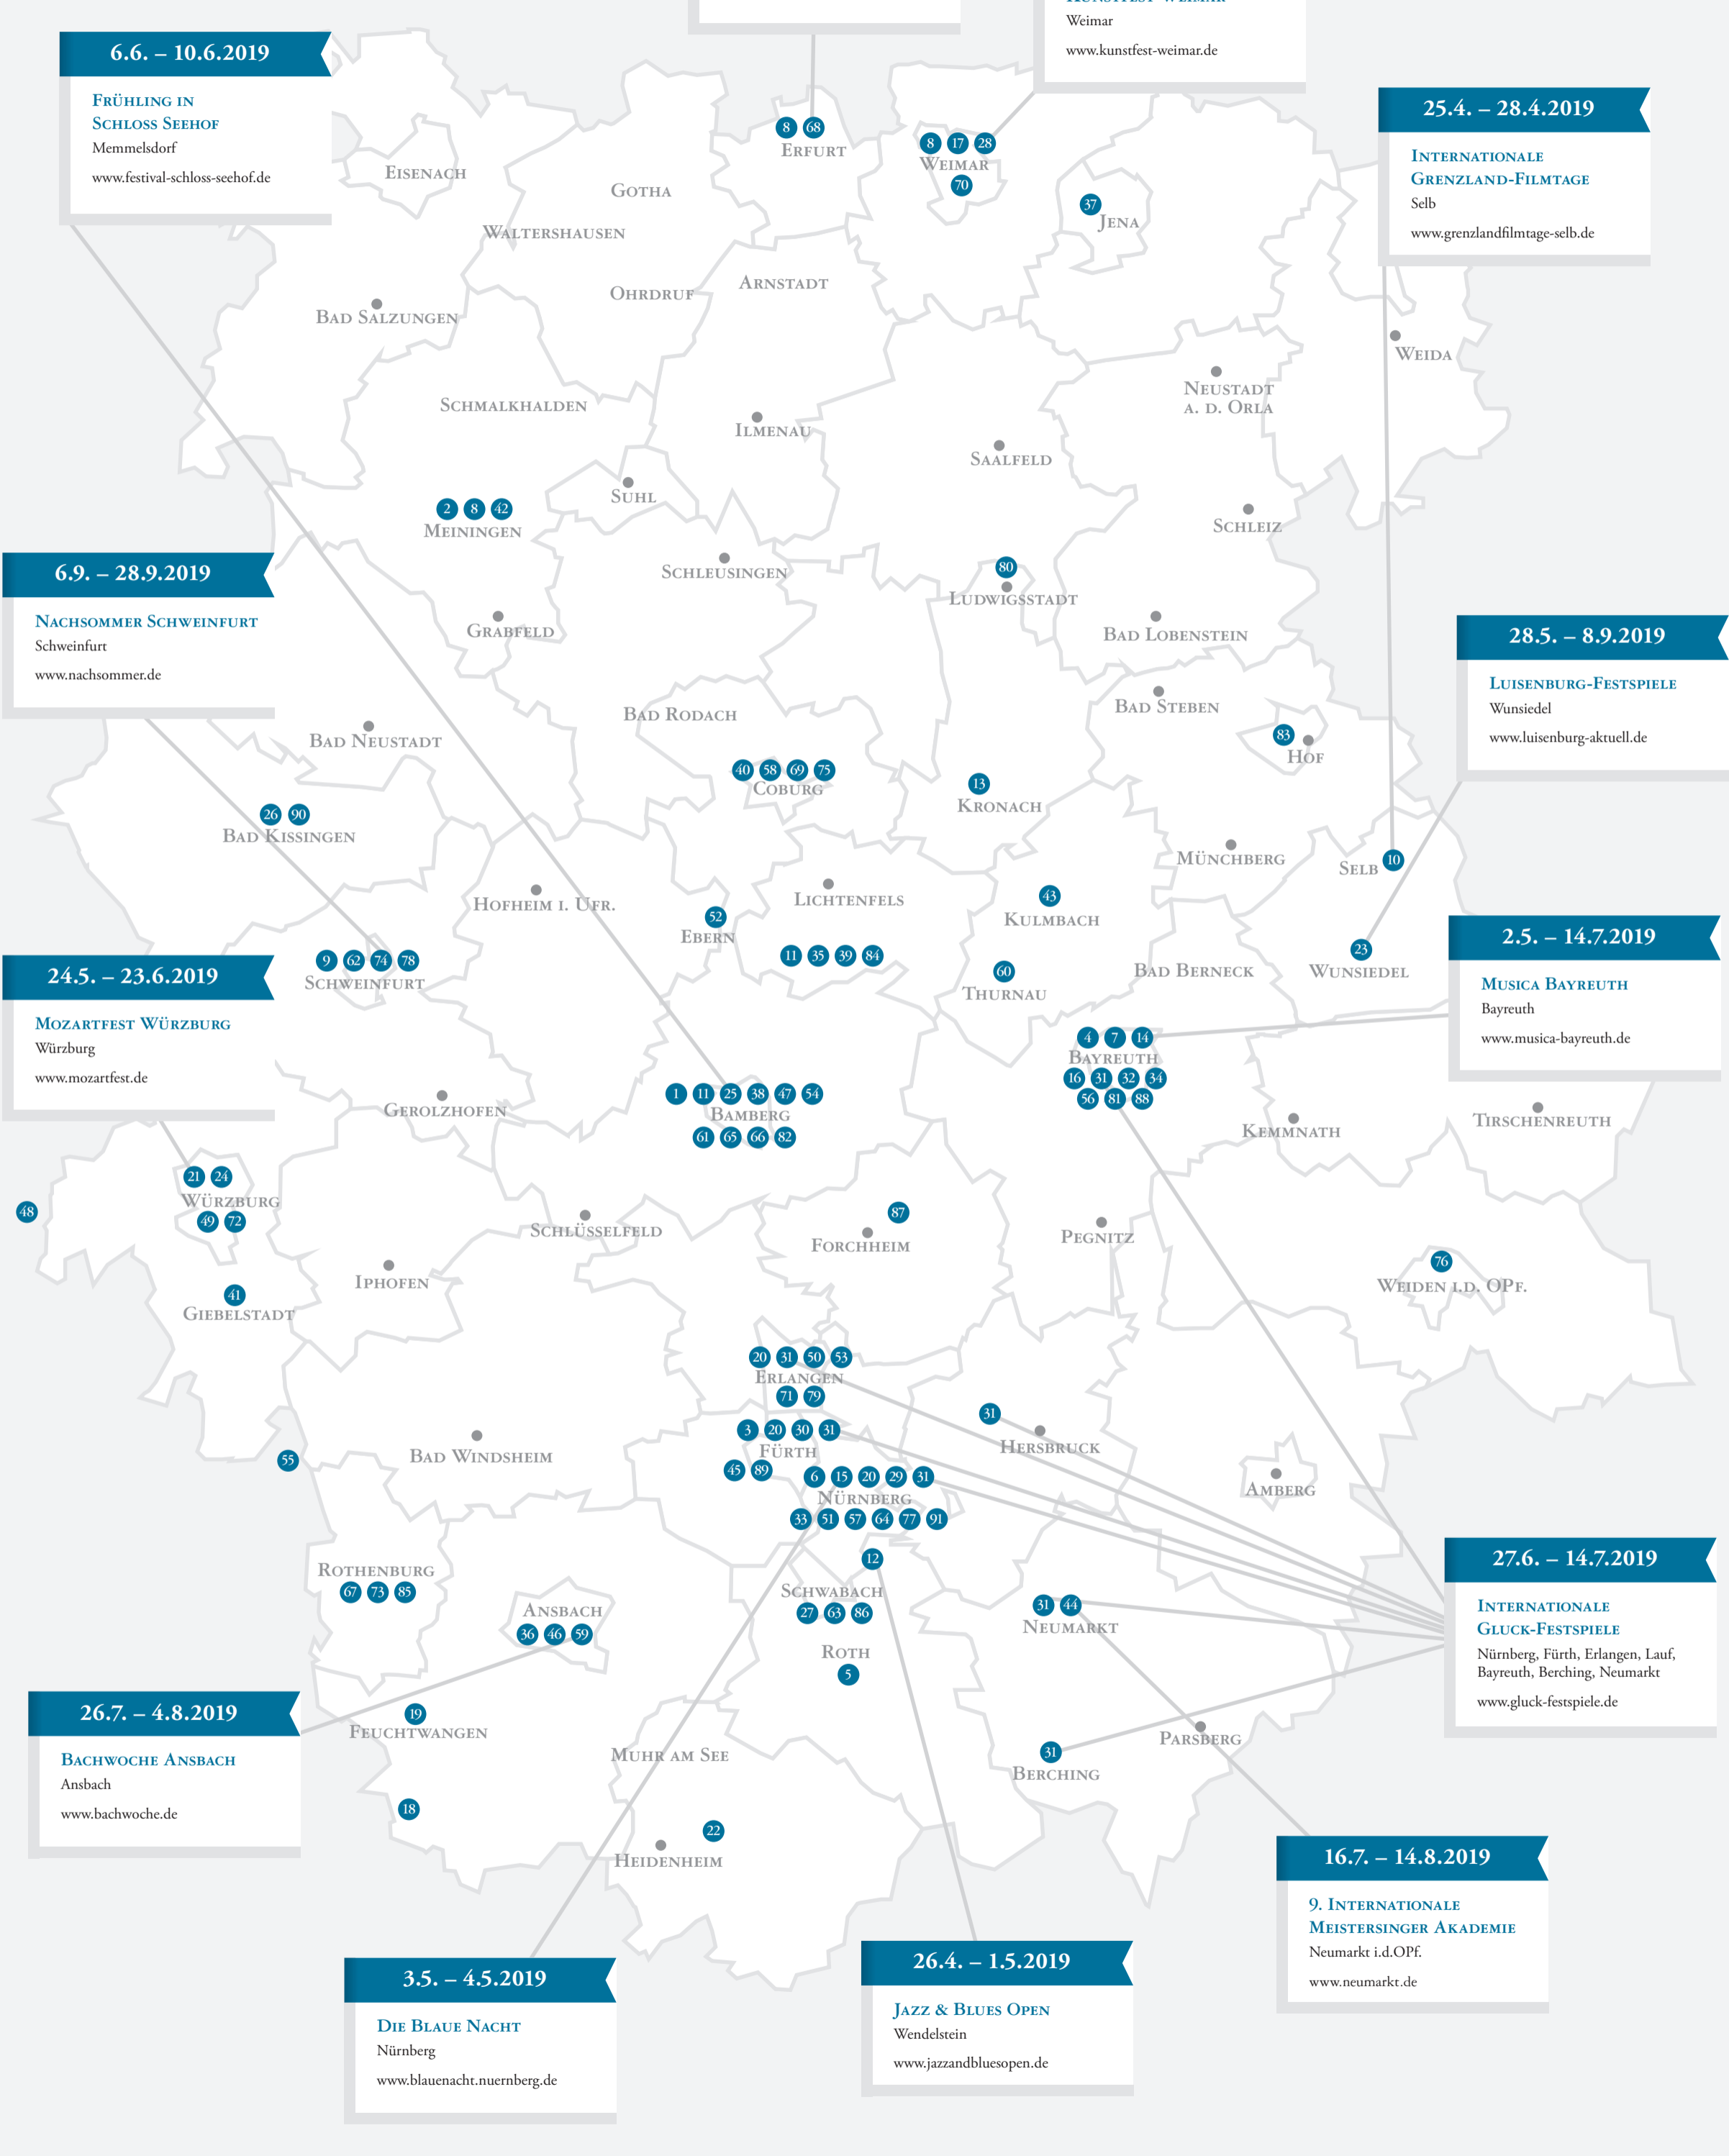 Kunstfest Weimar
Weimar
www.kunstfest-weimar.de
6.6. – 10.6.2019
Frühling in
Schloss Seehof
Memmelsdorf
www.festival-schloss-seehof.de
25.4. – 28.4.2019
Internationale
Grenzland-Filmtage
Selb
www.grenzlandfilmtage-selb.de
8 68
Erfurt
8 17 28
Weimar
70
Eisenach
Gotha
37
Jena
Waltershausen
Arnstadt
Ohrdruf
Bad Salzungen
Weida
Neustadt
a. d. Orla
Schmalkhalden
Ilmenau
Saalfeld
Suhl
2 8 42
Meiningen
Schleiz
Schleusingen
80
Ludwigsstadt
Grabfeld
Bad Lobenstein
6.9. – 28.9.2019
Nachsommer Schweinfurt
Schweinfurt
www.nachsommer.de
28.5. – 8.9.2019
Luisenburg-Festspiele
Wunsiedel
www.luisenburg-aktuell.de
Bad Steben
Bad Rodach
Bad Neustadt
83
Hof
40 58 69 75
Coburg
13
Kronach
26 90
Bad Kissingen
Münchberg
Selb 10
Hofheim i. Ufr.
Lichtenfels
43
Kulmbach
52
Ebern
11 35 39 84
9 62 74 78
Schweinfurt
60
Thurnau
Bad Berneck
23
Wunsiedel
24.5. – 23.6.2019
Mozartfest Würzburg
Würzburg
www.mozartfest.de
2.5. – 14.7.2019
Musica Bayreuth
Bayreuth
www.musica-bayreuth.de
4 7 14
Bayreuth
16 31 32 34
56 81 88
Gerolzhofen
1 11 25 38 47 54
Bamberg
61 65 66 82
Kemmnath
Tirschenreuth
21 24
Würzburg
49 72
48
Schlüsselfeld
87
Forchheim
Pegnitz
76
Weiden i.d. OPf.
Iphofen
41
Giebelstadt
20 31 50 53
Erlangen
71 79
31
Hersbruck
3 20 30 31
Fürth
45 89
55
Bad Windsheim
6 15 20 29 31
Nürnberg
33 51 57 64 77 91
Amberg
12
Schwabach
27 63 86
Rothenburg
67 73 85
Ansbach
36 46 59
31 44
Neumarkt
Roth
5
27.6. – 14.7.2019
Internationale
Gluck-Festspiele
Nürnberg, Fürth, Erlangen, Lauf,
Bayreuth, Berching, Neumarkt
www.gluck-festspiele.de
26.7. – 4.8.2019
Bachwoche Ansbach
Ansbach
www.bachwoche.de
19
Feuchtwangen
Muhr am See
Parsberg
31
Berching
18
22
Heidenheim
16.7. – 14.8.2019
9. Internationale
Meistersinger Akademie
Neumarkt i.d.OPf.
www.neumarkt.de
3.5. – 4.5.2019
Die Blaue Nacht
Nürnberg
www.blauenacht.nuernberg.de
26.4. – 1.5.2019
Jazz & Blues Open
Wendelstein
www.jazzandbluesopen.de